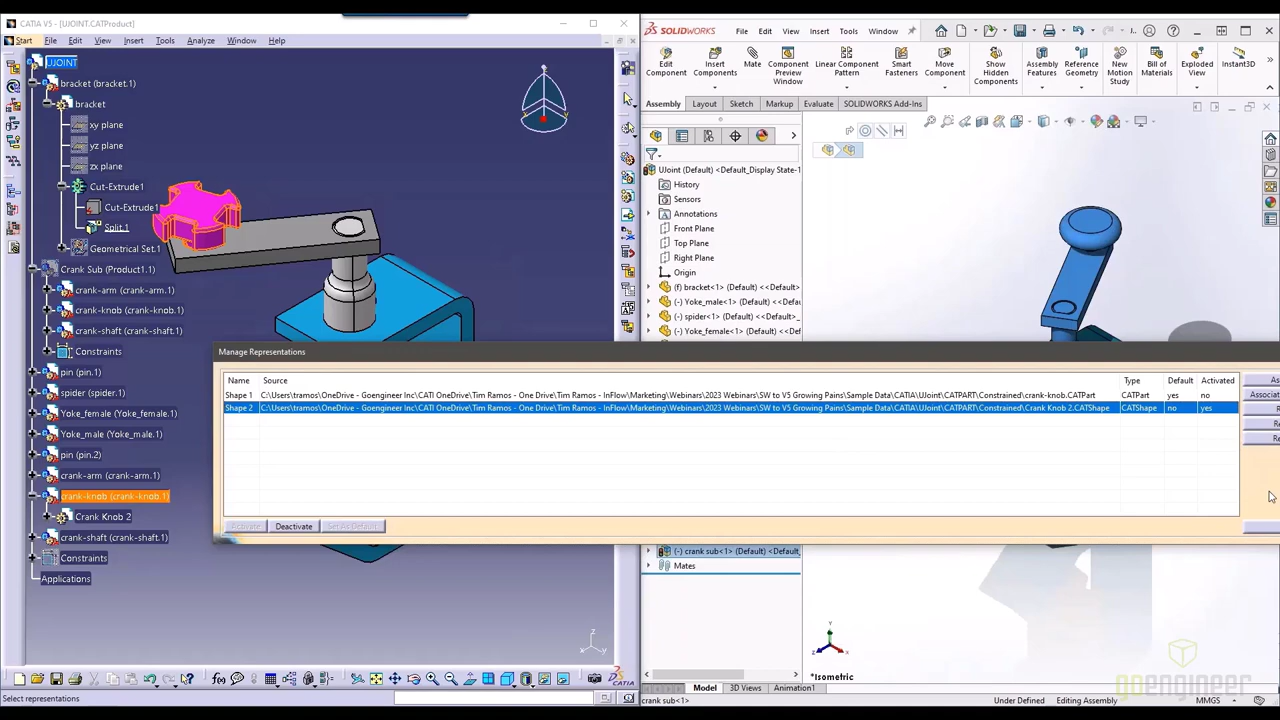 CATIA V5 - [UJOINT.CATProduct]
Start File Edit View Insert Tools Analyze Window Help
UJOINT
bracket (bracket.1)
bracket
xy plane
yz plane
zx plane
Cut-Extrude1
Cut-Extrude1
Split.1
Geometrical Set.1
Crank Sub (Product1.1)
crank-arm (crank-arm.1)
crank-knob (crank-knob.1)
crank-shaft (crank-shaft.1)
Constraints
pin (pin.1)
spider (spider.1)
Yoke_female (Yoke_female.1)
Yoke_male (Yoke_male.1)
pin (pin.2)
crank-arm (crank-arm.1)
crank-knob (crank-knob.1)
Crank Knob 2
crank-shaft (crank-shaft.1)
Constraints
Applications
Select representations
SOLIDWORKS File Edit View Insert Tools Window
Edit Component
Insert Components
Mate
Component Preview Window
Linear Component Pattern
Smart Fasteners
Move Component
Show Hidden Components
Assembly Features
Reference Geometry
New Motion Study
Bill of Materials
Exploded View
Instant3D
Assembly Layout Sketch Markup Evaluate SOLIDWORKS Add-Ins
UJoint (Default) <Default_Display State-1
History
Sensors
Annotations
Front Plane
Top Plane
Right Plane
Origin
(f) bracket<1> (Default) <<Default>
(-) Yoke_male<1> (Default) <<Default
(-) spider<1> (Default) <<Default>_
(-) Yoke_female<1> (Default) <<
Manage Representations
Name Source Type Default Activated
Shape 1 C:\Users\tramos\OneDrive - Goengineer Inc\CATI OneDrive\Tim Ramos - One Drive\Tim Ramos - InFlow\Marketing\Webinars\2023 Webinars\SW to V5 Growing Pains\Sample Data\CATIA\UJoint\CATPART\Constrained\crank-knob.CATPart CATPart yes no
Shape 2 C:\Users\tramos\OneDrive - Goengineer Inc\CATI OneDrive\Tim Ramos - One Drive\Tim Ramos - InFlow\Marketing\Webinars\2023 Webinars\SW to V5 Growing Pains\Sample Data\CATIA\UJoint\CATPART\Constrained\Crank Knob 2.CATShape CATShape no yes
As
Associat
R
Re
Re
Activate Deactivate Set As Default
(-) crank sub<1> (Default) <Default_
Mates
*Isometric
Model 3D Views Animation1
crank sub<1> Under Defined Editing Assembly MMGS
goengineer